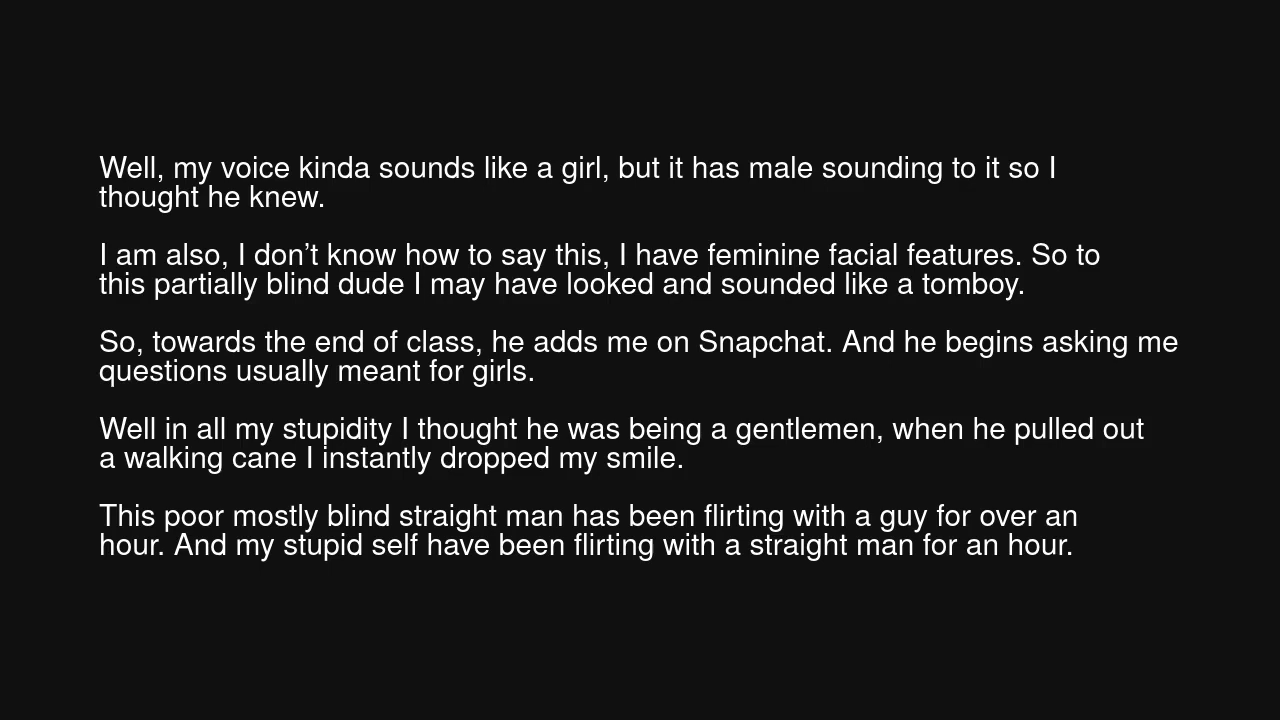 Well, my voice kinda sounds like a girl, but it has male sounding to it so I
thought he knew.
I am also, I don’t know how to say this, I have feminine facial features. So to
this partially blind dude I may have looked and sounded like a tomboy.
So, towards the end of class, he adds me on Snapchat. And he begins asking me
questions usually meant for girls.
Well in all my stupidity I thought he was being a gentlemen, when he pulled out
a walking cane I instantly dropped my smile.
This poor mostly blind straight man has been flirting with a guy for over an
hour. And my stupid self have been flirting with a straight man for an hour.